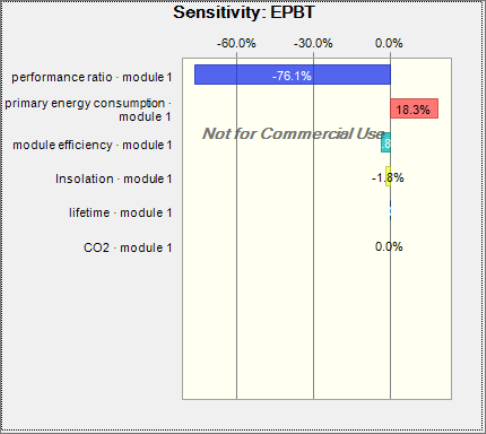 Sensitivity: EPBT
-60.0% -30.0% 0.0%
performance ratio - module 1 -76.1%
primary energy consumption -
module 1 18.3%
Not for Commercial Use
module efficiency - module 1
Insolation - module 1 -1.8%
lifetime - module 1
CO2 - module 1 0.0%